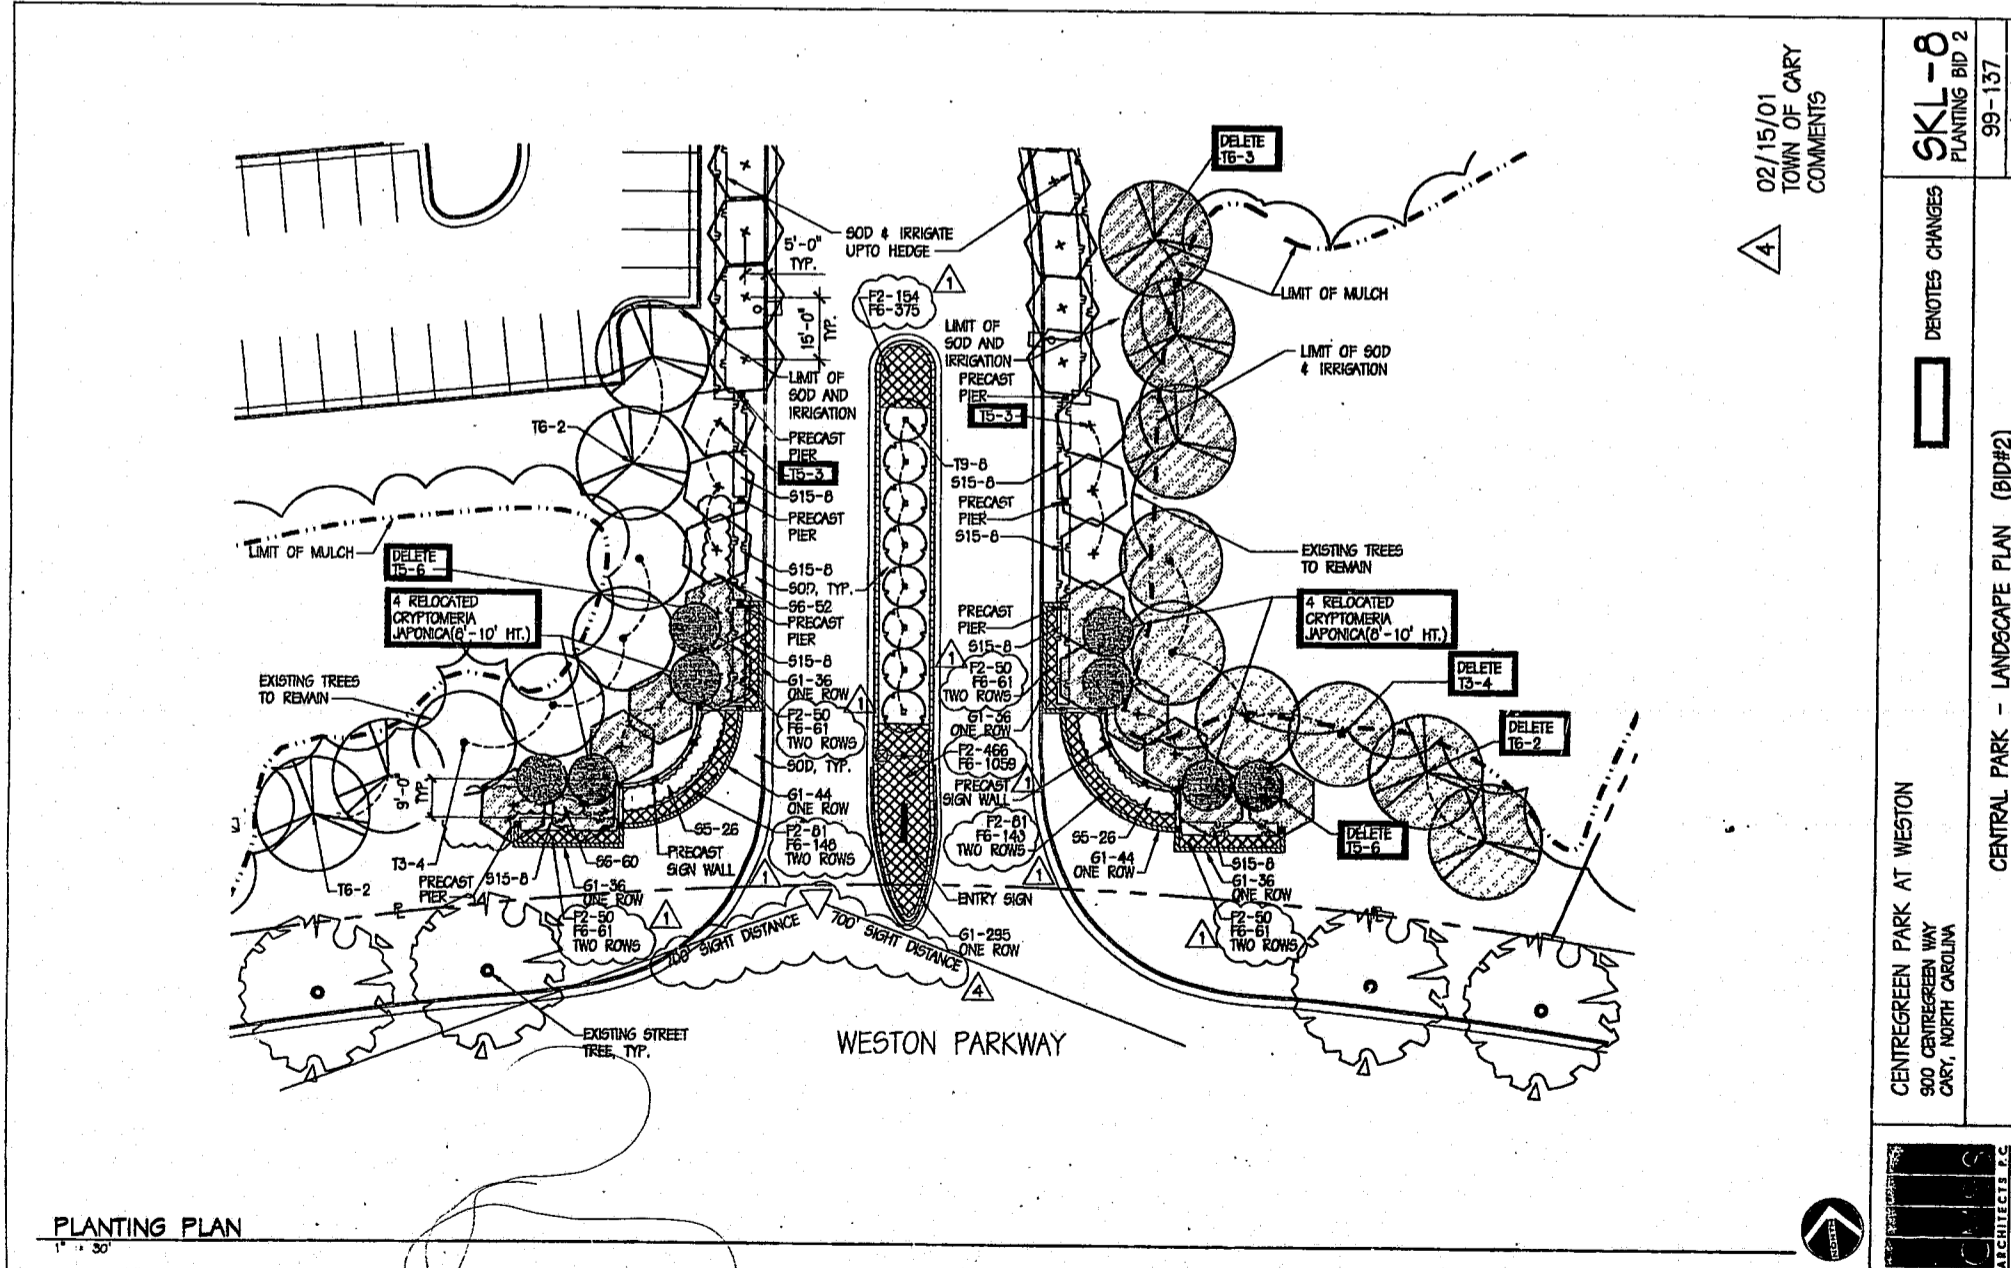 DELETE
T6-3
SOD & IRRIGATE
UPTO HEDGE
5'-0"
TYP.
15'-0"
TYP.
1
F2-154
F6-375
LIMIT OF
SOD AND
IRRIGATION
LIMIT OF MULCH
LIMIT OF SOD
& IRRIGATION
LIMIT OF
SOD AND
IRRIGATION
PRECAST
PIER
T5-3
PRECAST
PIER
T5-3
T6-2
T9-8
S15-8
S15-8
PRECAST
PIER
PRECAST
PIER
S15-8
LIMIT OF MULCH
EXISTING TREES
TO REMAIN
DELETE
T5-6
S15-8
SOD, TYP.
S6-52
PRECAST
PIER
4 RELOCATED
CRYPTOMERIA
JAPONICA(8'-10' HT.)
PRECAST
PIER
S15-8
4 RELOCATED
CRYPTOMERIA
JAPONICA(8'-10' HT.)
S15-8
G1-36
ONE ROW
1
1
F2-50
F6-61
TWO ROWS
DELETE
T3-4
EXISTING TREES
TO REMAIN
F2-50
F6-61
TWO ROWS
G1-36
ONE ROW
DELETE
T6-2
SOD, TYP.
F2-466
F6-1059
9'-0"
TYP.
G1-44
ONE ROW
PRECAST
SIGN WALL
1
S5-26
F2-81
F6-148
TWO ROWS
F2-81
F6-143
TWO ROWS
S5-26
DELETE
T5-6
T3-4
S6-60
PRECAST
SIGN WALL
G1-44
ONE ROW
S15-8
G1-36
ONE ROW
T6-2
PRECAST
PIER
S15-8
G1-36
ONE ROW
1
1
ENTRY SIGN
F2-50
F6-61
TWO ROWS
1
700' SIGHT DISTANCE
700' SIGHT DISTANCE
4
G1-295
ONE ROW
1
F2-50
F6-61
TWO ROWS
EXISTING STREET
TREE, TYP.
WESTON PARKWAY
PLANTING PLAN
1" = 30'
NORTH
4
02/15/01
TOWN OF CARY
COMMENTS
SKL-8
PLANTING BID 2
99-137
DENOTES CHANGES
CENTRAL PARK - LANDSCAPE PLAN (BID#2)
CENTREGREEN PARK AT WESTON
900 CENTREGREEN WAY
CARY, NORTH CAROLINA
ARCHITECTS P.C.